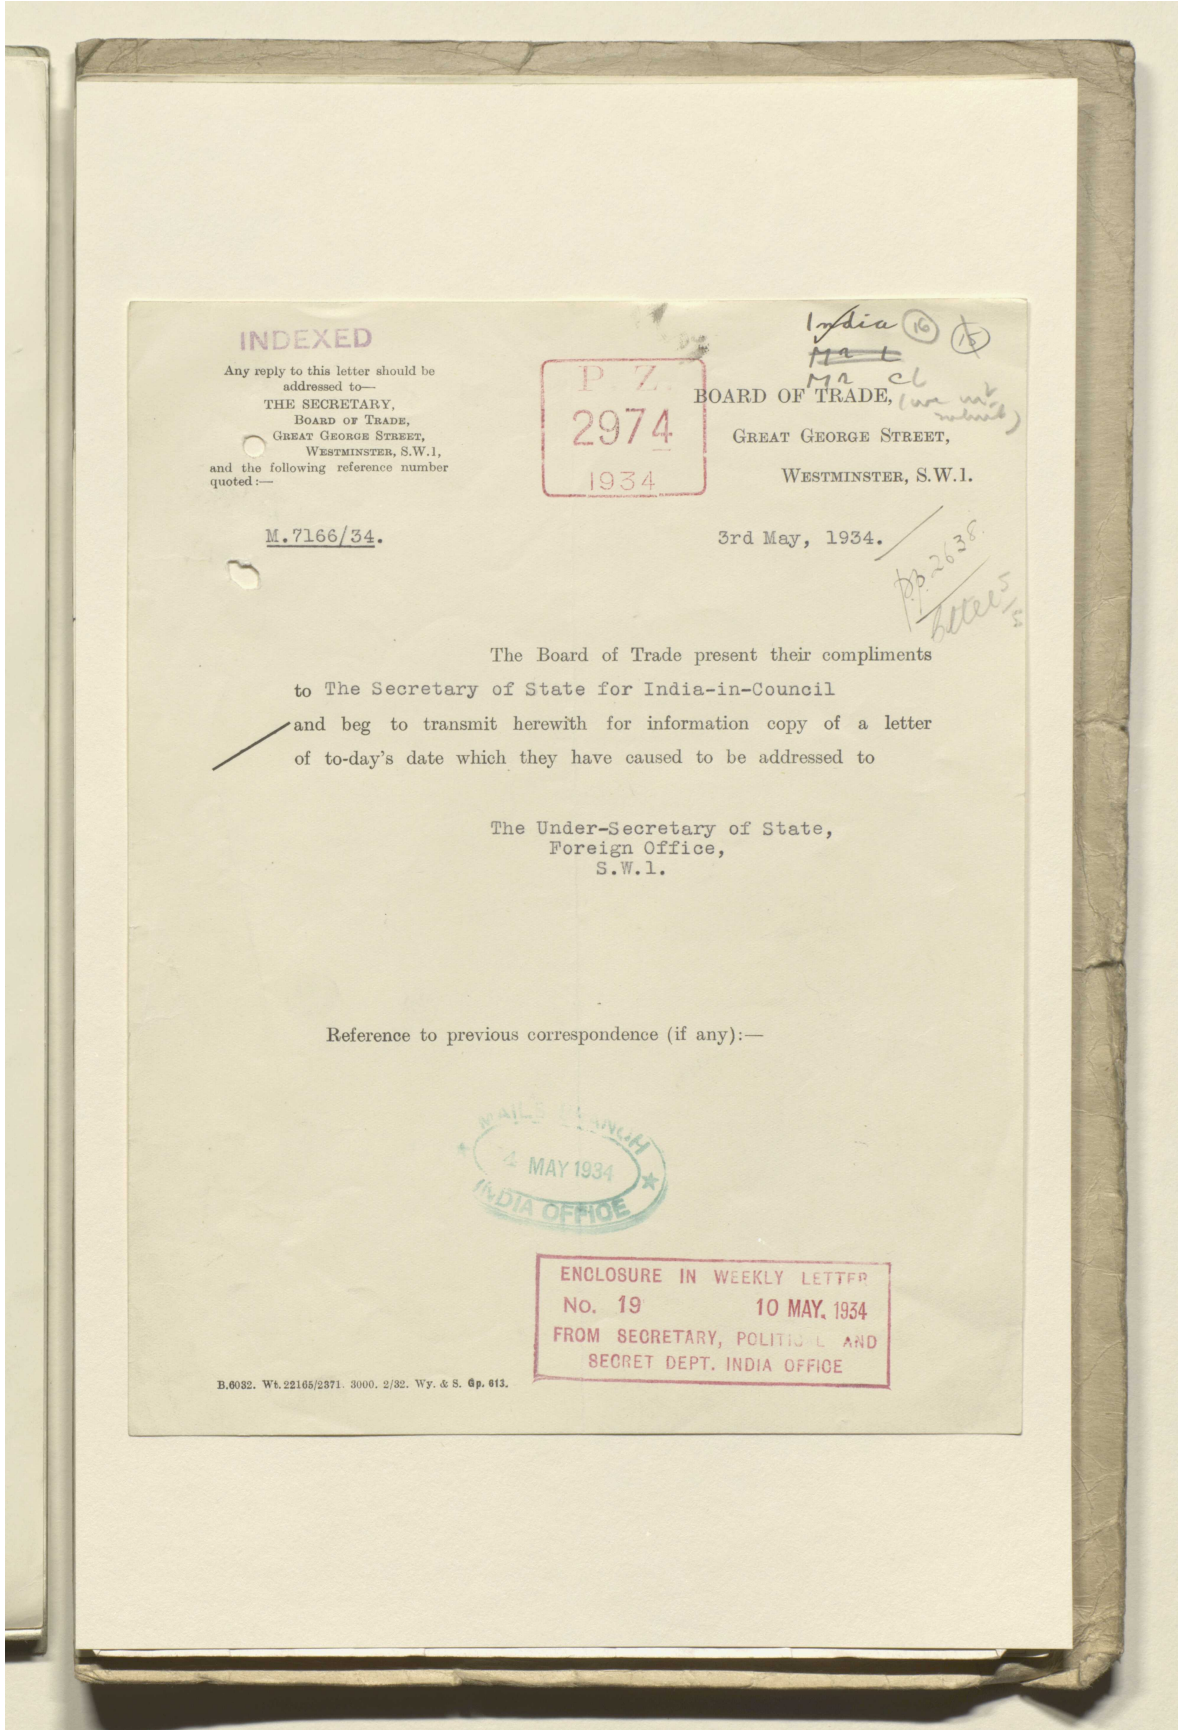 INDEXED
India 16 15
Any reply to this letter should be
addressed to—
THE SECRETARY,
BOARD OF TRADE,
GREAT GEORGE STREET,
WESTMINSTER, S.W.1,
and the following reference number
quoted:—
P. Z.
2974
1934
Mr
BOARD OF TRADE,
GREAT GEORGE STREET,
WESTMINSTER, S.W.1.
M.7166/34.
3rd May, 1934.
2638
The Board of Trade present their compliments
to The Secretary of State for India-in-Council
and beg to transmit herewith for information copy of a letter
of to-day's date which they have caused to be addressed to
The Under-Secretary of State,
Foreign Office,
S.W.1.
Reference to previous correspondence (if any):—
MAILS BRANCH
4 MAY 1934
INDIA OFFICE
ENCLOSURE IN WEEKLY LETTER
No. 19 10 MAY. 1934
FROM SECRETARY, POLITICAL AND
SECRET DEPT. INDIA OFFICE
B.6032. Wt. 22165/2371. 3000. 2/32. Wy. & S. Gp. 613.